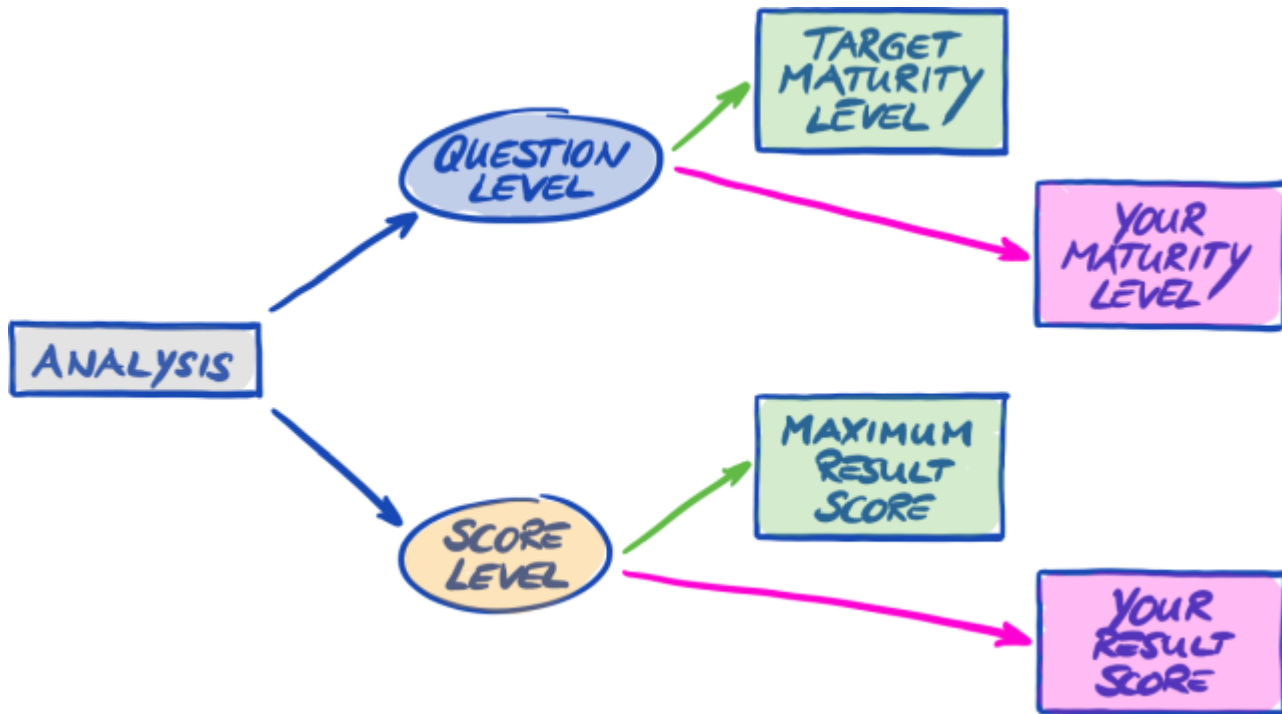 TARGET
MATURITY
LEVEL
QUESTION
LEVEL
YOUR
MATURITY
LEVEL
ANALYSIS
MAXIMUM
RESULT
SCORE
SCORE
LEVEL
YOUR
RESULT
SCORE